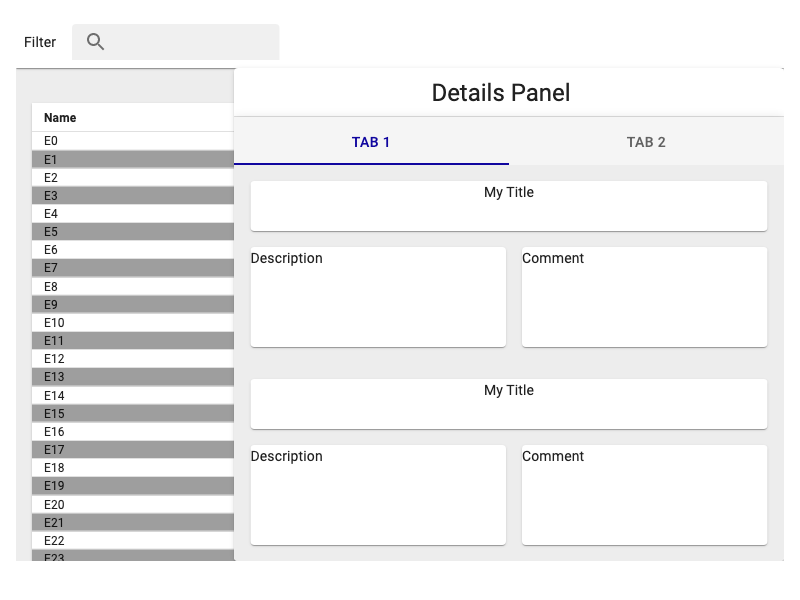 Filter
Details Panel
TAB 1
TAB 2
Name
E0
E1
E2
E3
E4
E5
E6
E7
E8
E9
E10
E11
E12
E13
E14
E15
E16
E17
E18
E19
E20
E21
E22
E23
My Title
Description
Comment
My Title
Description
Comment